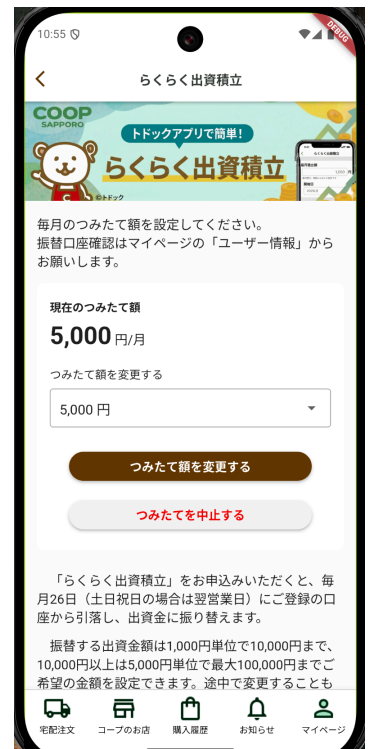 10:55
DEBUG
らくらく出資積立
COOP
SAPPORO
トドックアプリで簡単!
らくらく出資積立
©トドック
毎月のつみたて額を設定してください。
振替口座確認はマイページの「ユーザー情報」から
お願いします。
現在のつみたて額
5,000 円/月
つみたて額を変更する
5,000 円
つみたて額を変更する
つみたてを中止する
「らくらく出資積立」をお申込みいただくと、毎
月26日（土日祝日の場合は翌営業日）にご登録の口
座から引落し、出資金に振り替えます。
振替する出資金額は1,000円単位で10,000円まで、
10,000円以上は5,000円単位で最大100,000円までご
希望の金額を設定できます。途中で変更することも
宅配注文
コープのお店
購入履歴
お知らせ
マイページ